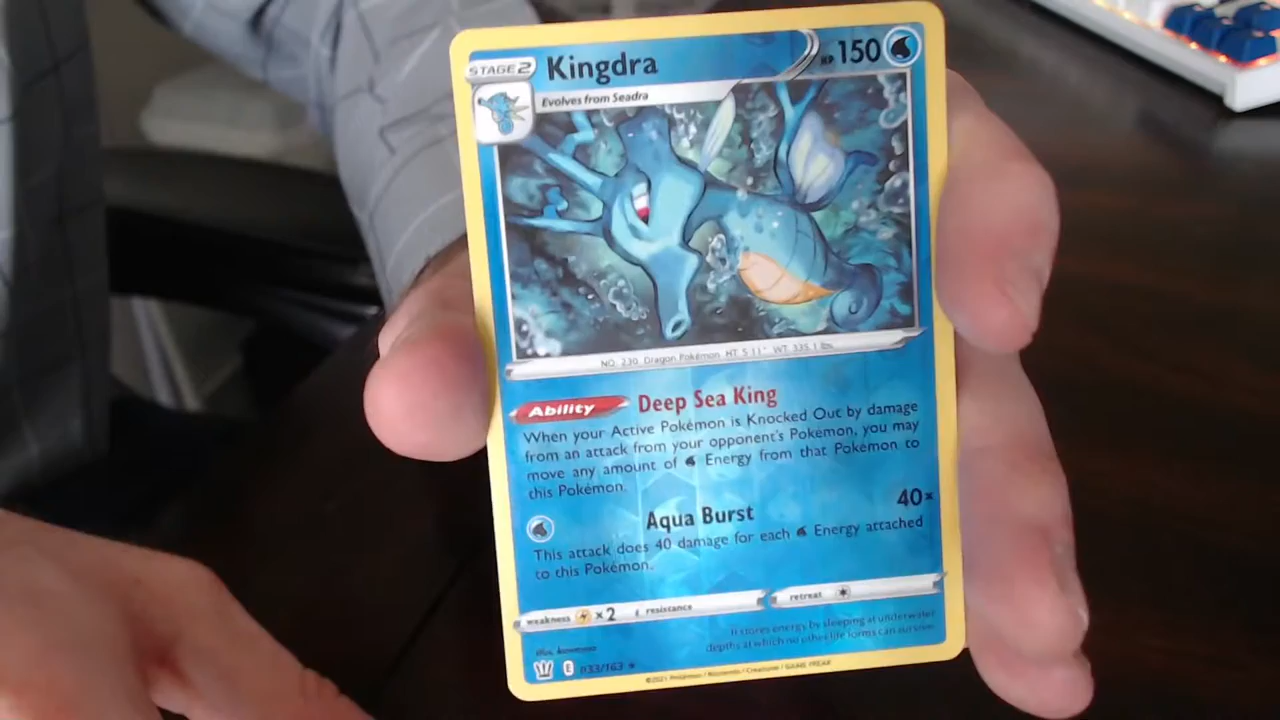 STAGE 2 Kingdra HP 150
Evolves from Seadra
NO. 230 Dragon Pokémon HT: 5'11" WT: 335.1 lbs.
Ability Deep Sea King
When your Active Pokémon is Knocked Out by damage
from an attack from your opponent's Pokémon, you may
move any amount of Energy from that Pokémon to
this Pokémon.
Aqua Burst 40×
This attack does 40 damage for each Energy attached
to this Pokémon.
weakness ×2 resistance retreat
It stores energy by sleeping at underwater
depths at which no other life forms can survive.
illus.
E 033/163 ★
©2021 Pokémon / Nintendo / Creatures / GAME FREAK